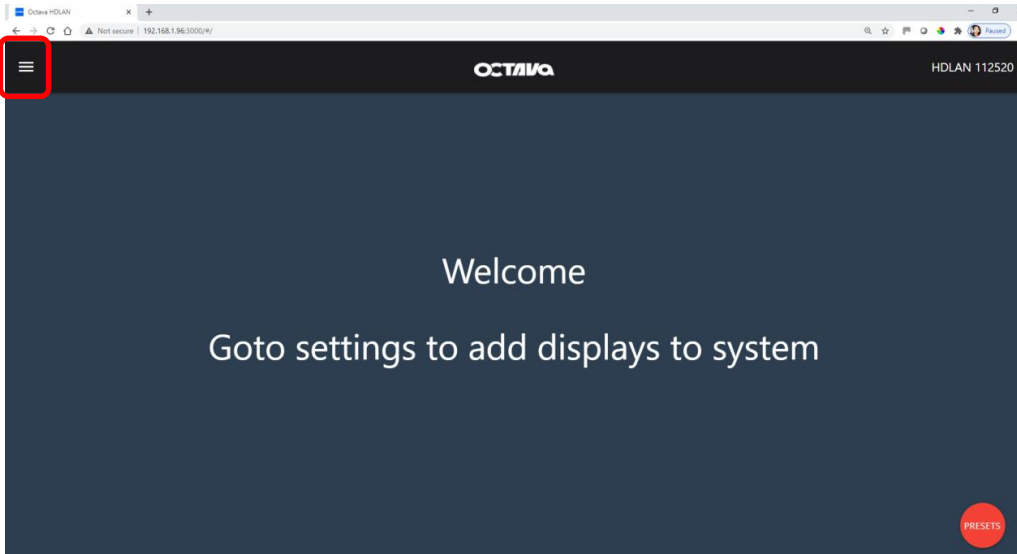 Octava HDLAN
Not secure | 192.168.1.96:3000/#/
Paused
OCTAVA
HDLAN 112520
Welcome
Goto settings to add displays to system
PRESETS